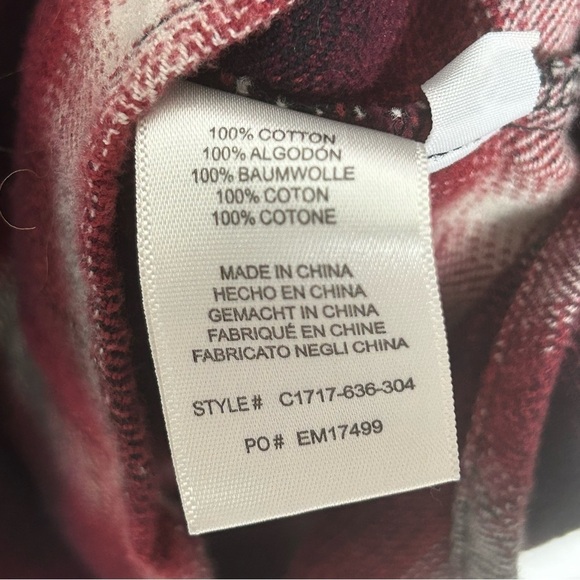 100% COTTON
100% ALGODÓN
100% BAUMWOLLE
100% COTON
100% COTONE
MADE IN CHINA
HECHO EN CHINA
GEMACHT IN CHINA
FABRIQUÉ EN CHINE
FABRICATO NEGLI CHINA
STYLE# C1717-636-304
PO# EM17499